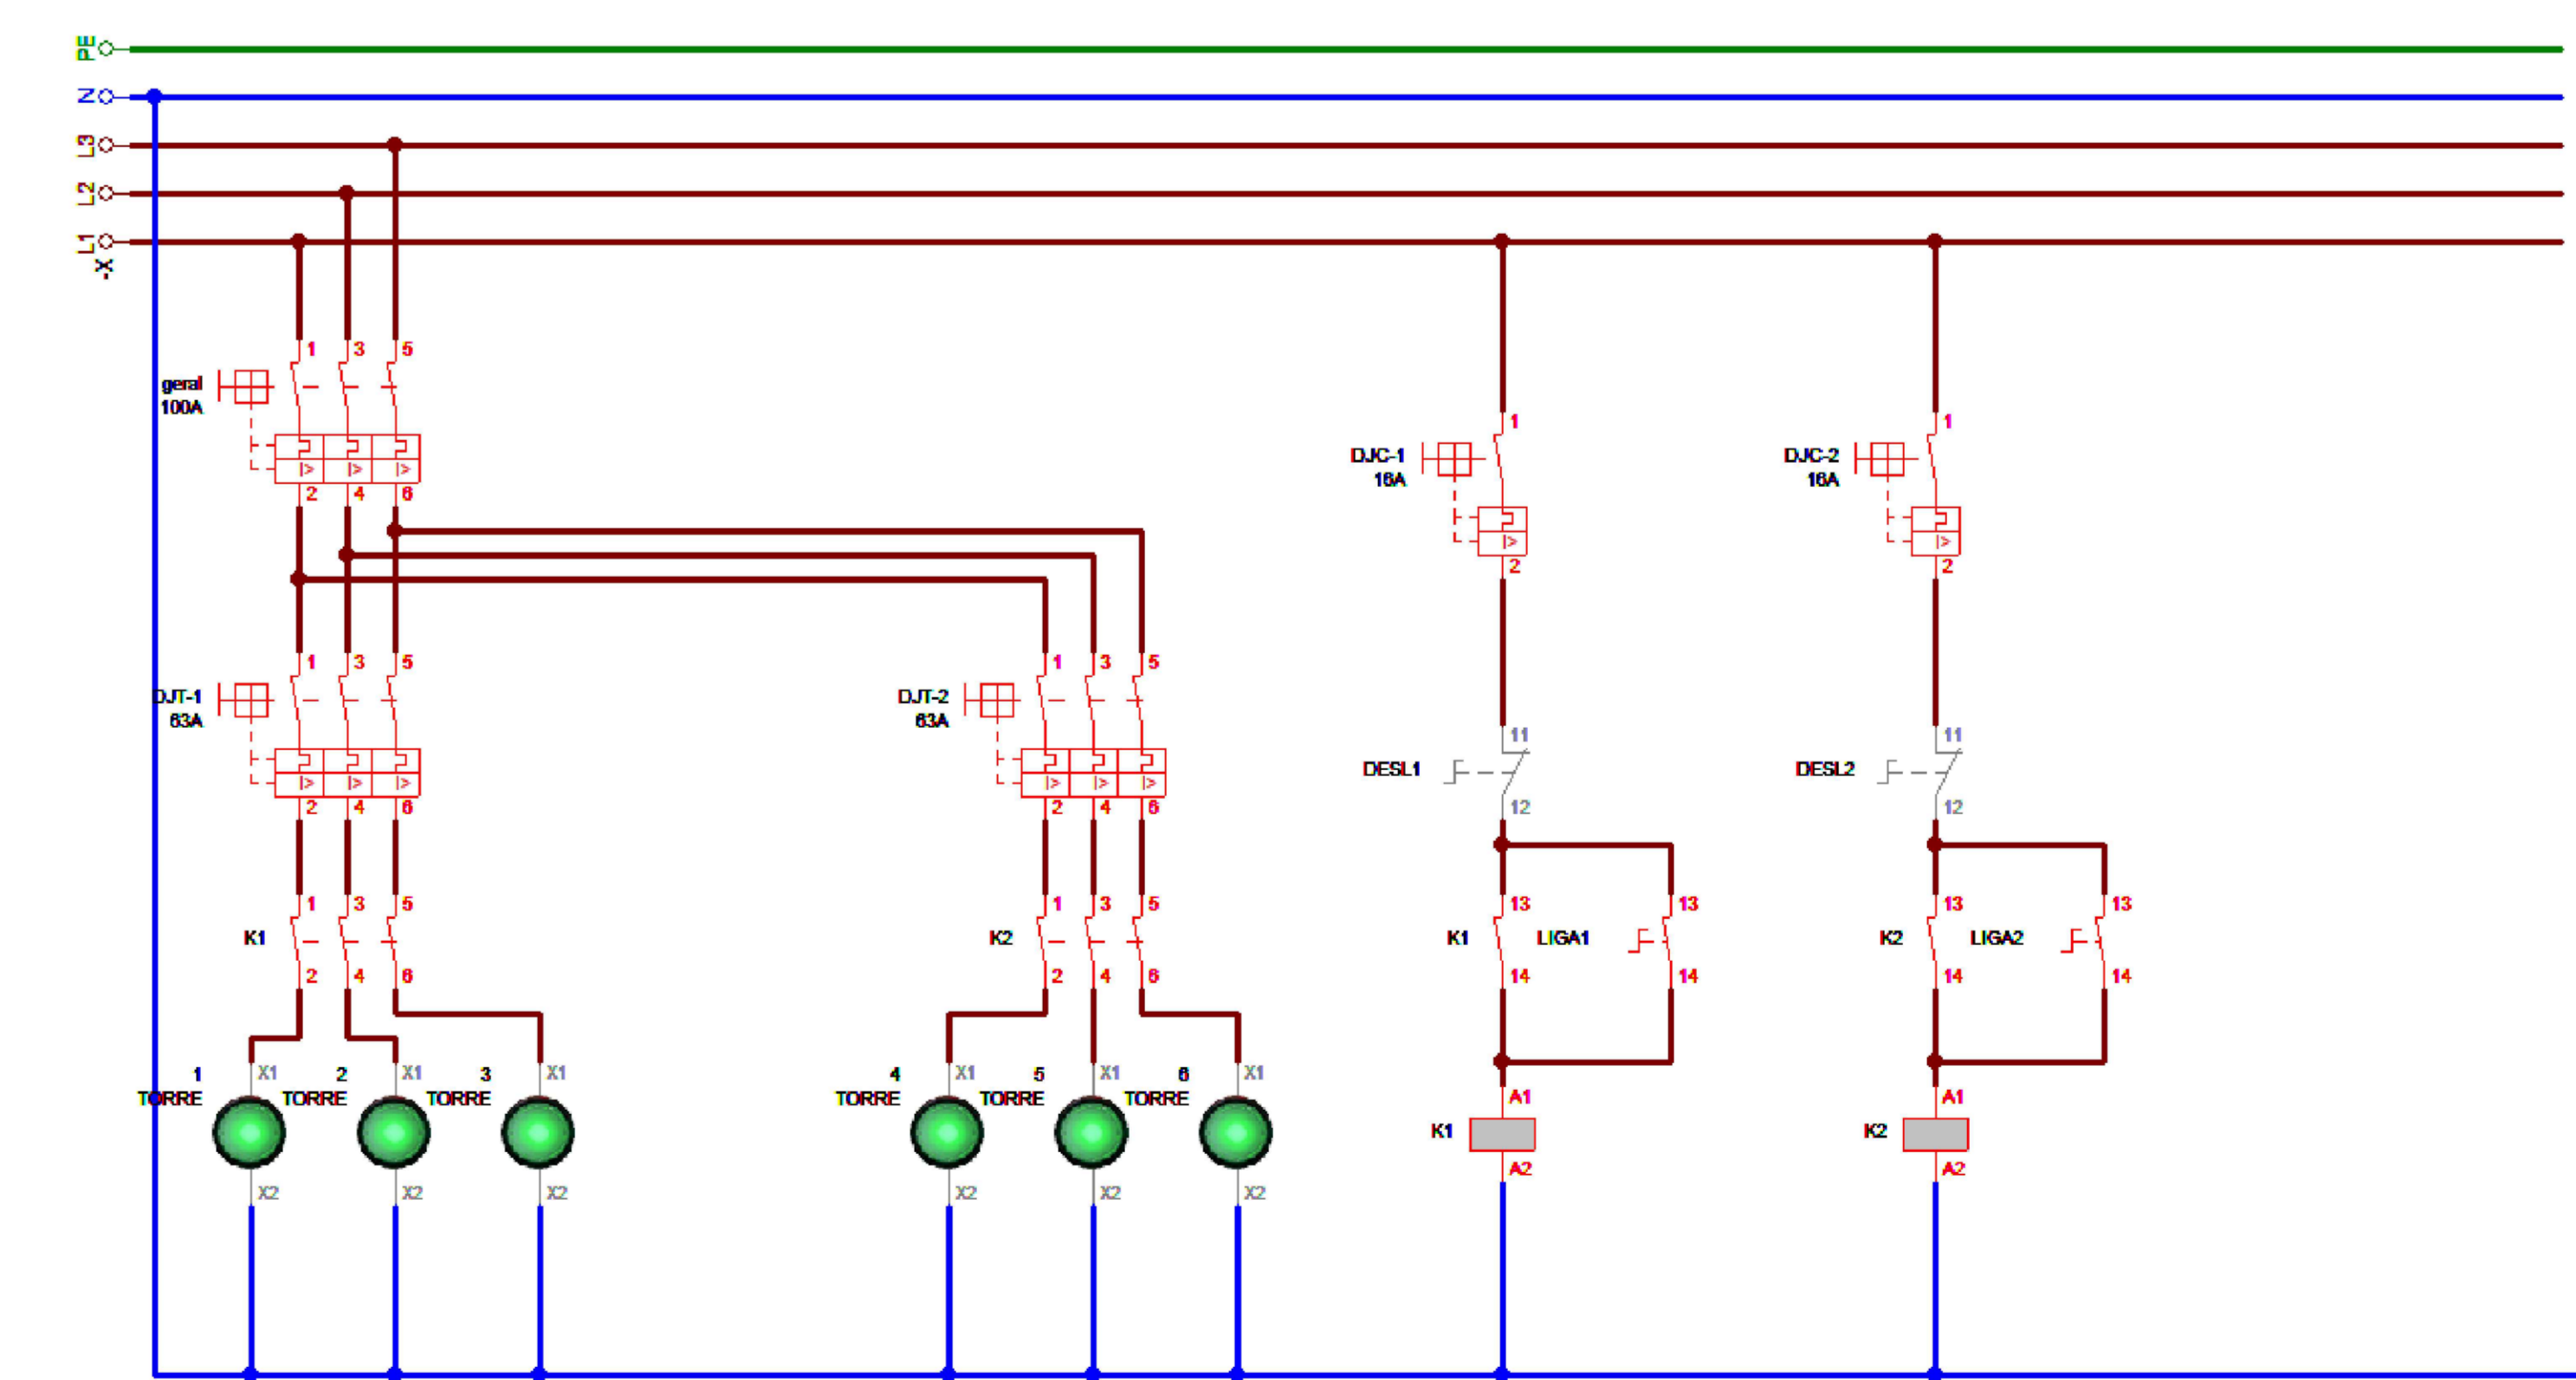 PE
N
L3
L2
L1
-X
1 3 5
geral
100A
I> I> I>
2 4 6
1
DJC-1
16A
I>
2
1
DJC-2
16A
I>
2
1 3 5
DJT-1
63A
I> I> I>
2 4 6
1 3 5
DJT-2
63A
I> I> I>
2 4 6
11
DESL1
12
11
DESL2
12
1 3 5
K1
2 4 6
1 3 5
K2
2 4 6
13
K1
14
13
LIGA1
14
13
K2
14
13
LIGA2
14
1 X1
TORRE
X2
2 X1
TORRE
X2
3 X1
TORRE
X2
4 X1
TORRE
X2
5 X1
TORRE
X2
6 X1
TORRE
X2
A1
K1
A2
A1
K2
A2